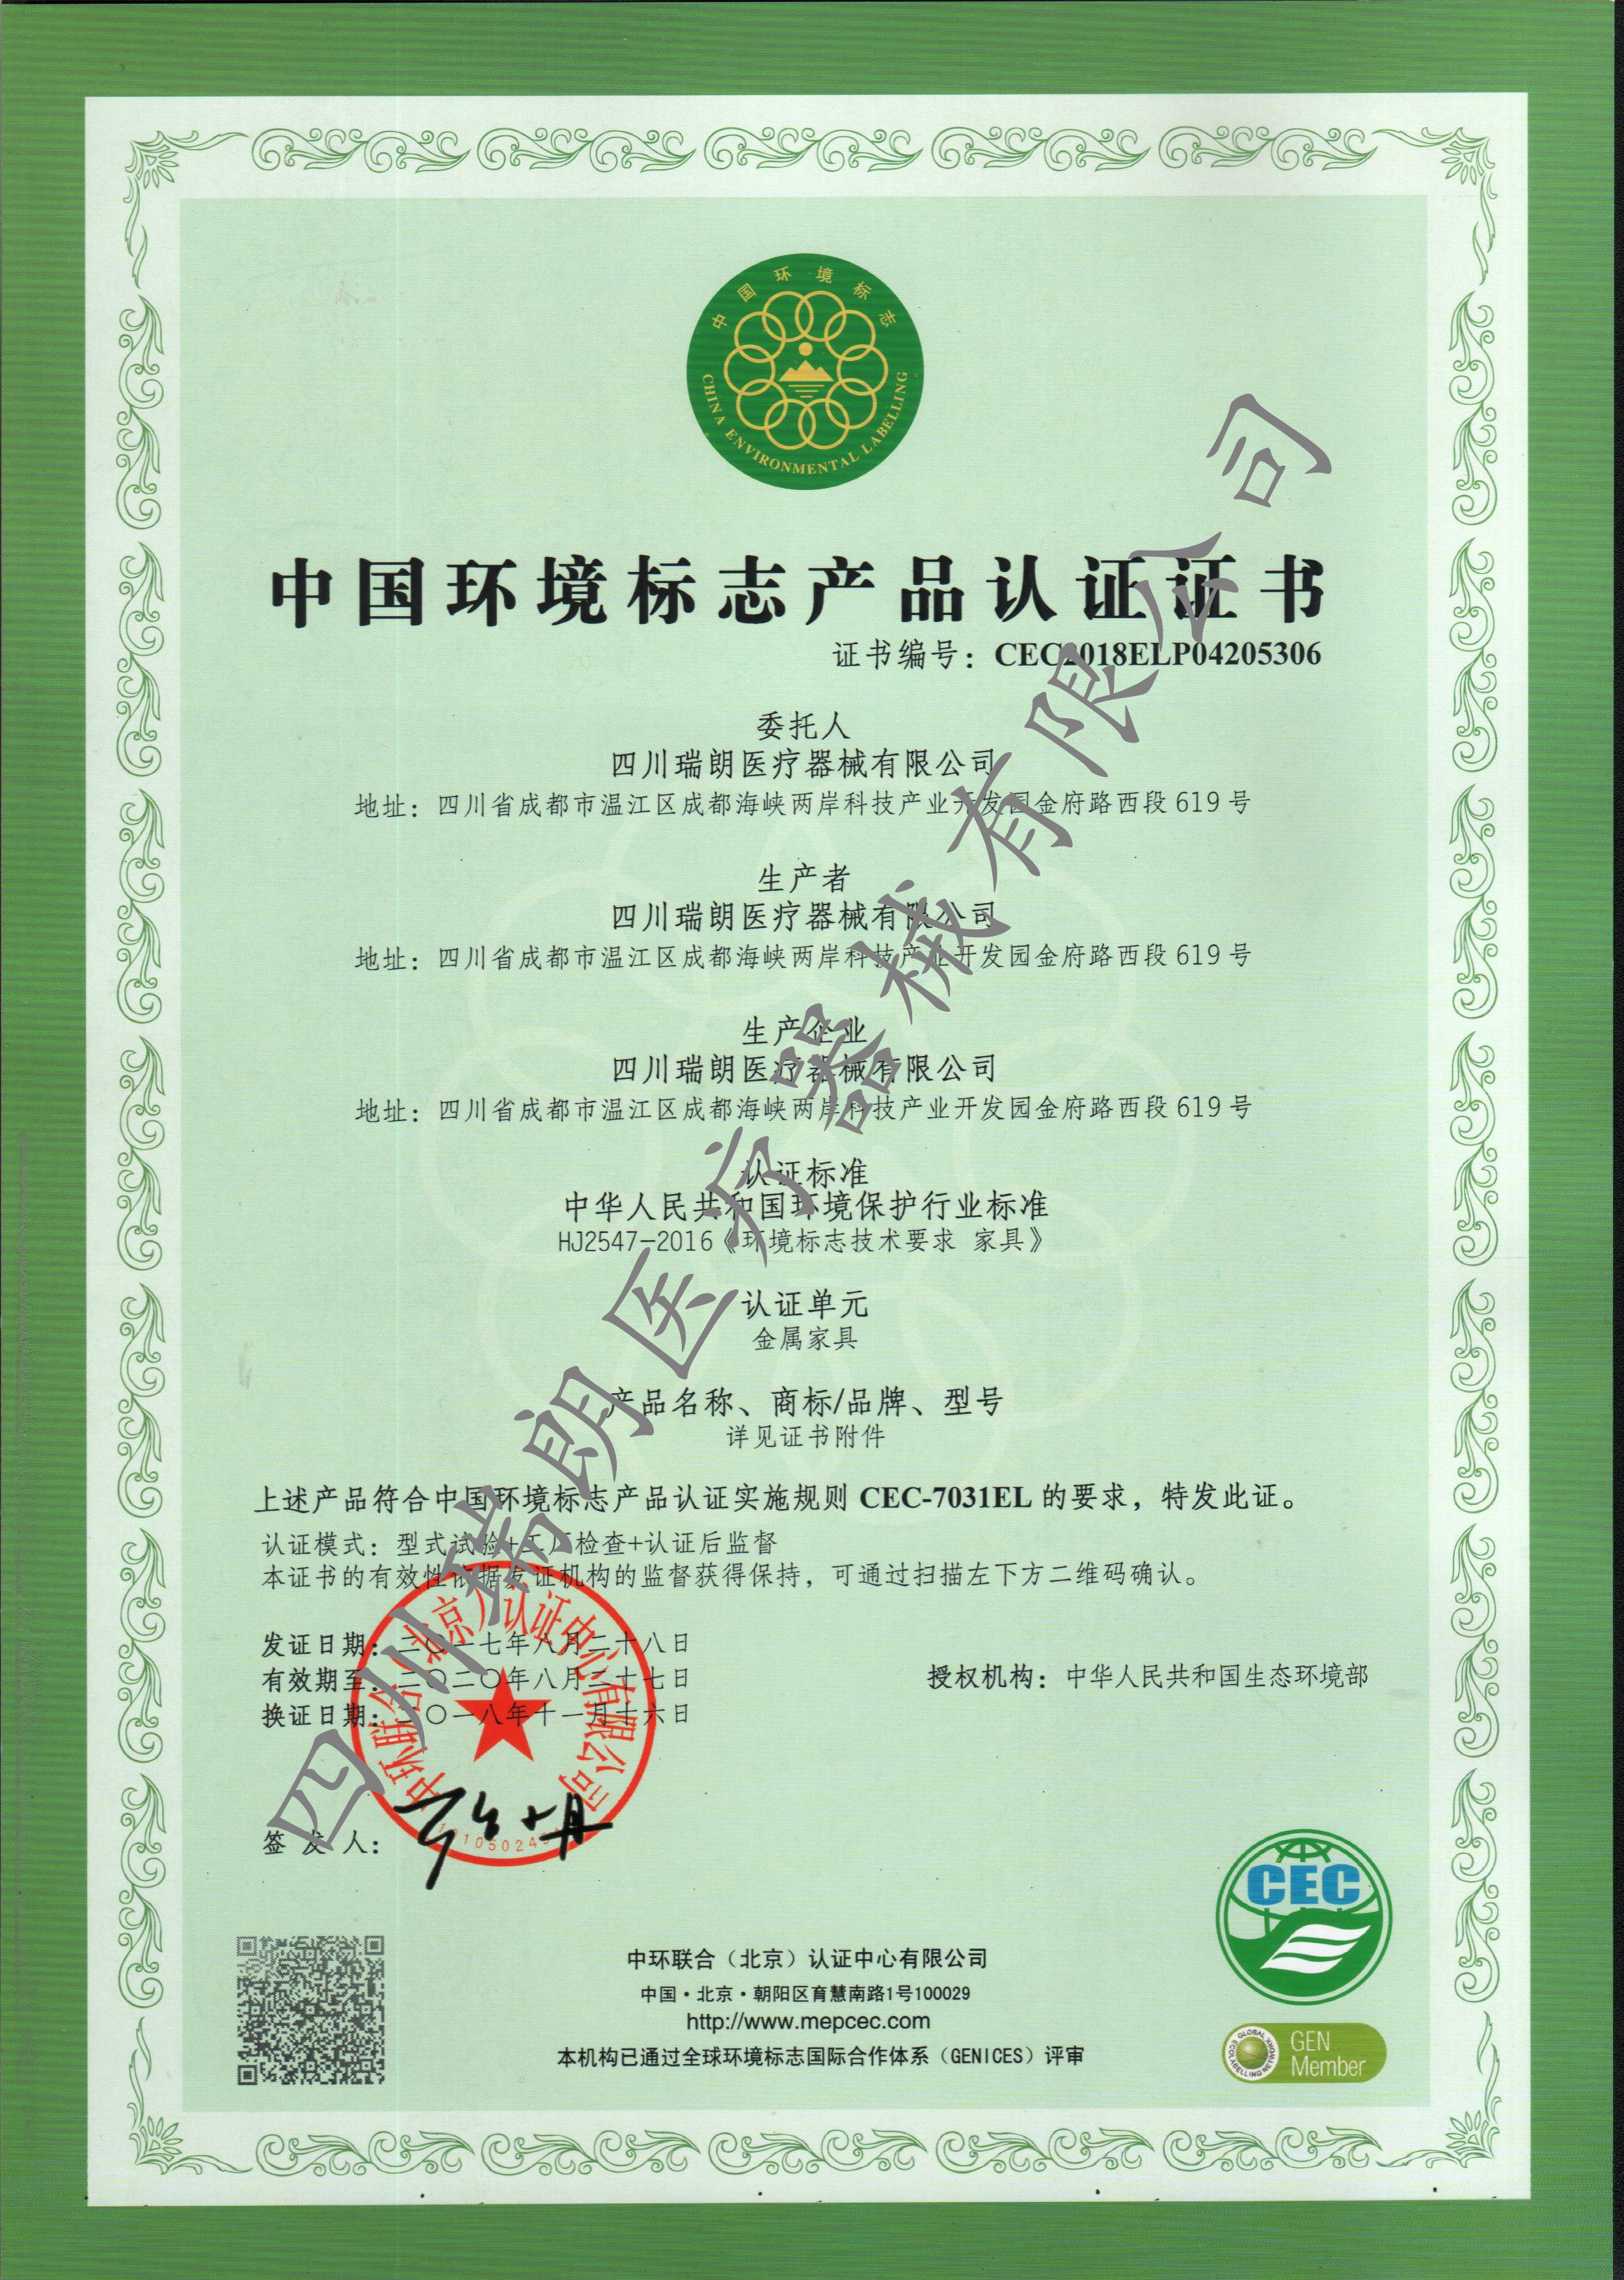 中国环境标志
CHINA ENVIRONMENTAL LABELLING
中国环境标志产品认证证书
证书编号：CEC2018ELP04205306
委托人
四川瑞朗医疗器械有限公司
地址：四川省成都市温江区成都海峡两岸科技产业开发园金府路西段619号
生产者
四川瑞朗医疗器械有限公司
地址：四川省成都市温江区成都海峡两岸科技产业开发园金府路西段619号
生产企业
四川瑞朗医疗器械有限公司
地址：四川省成都市温江区成都海峡两岸科技产业开发园金府路西段619号
认证标准
中华人民共和国环境保护行业标准
HJ2547-2016《环境标志技术要求 家具》
认证单元
金属家具
产品名称、商标/品牌、型号
详见证书附件
上述产品符合中国环境标志产品认证实施规则 CEC-7031EL 的要求，特发此证。
认证模式：型式试验+工厂检查+认证后监督
本证书的有效性依据发证机构的监督获得保持，可通过扫描左下方二维码确认。
发证日期：二〇一七年八月二十八日
有效期至：二〇二〇年八月二十七日
换证日期：二〇一八年十一月十六日
授权机构：中华人民共和国生态环境部
签发人：
中环联合（北京）认证中心有限公司
四川瑞朗医疗器械有限公司
CEC
中环联合（北京）认证中心有限公司
中国·北京·朝阳区育慧南路1号100029
http://www.mepcec.com
本机构已通过全球环境标志国际合作体系（GENICES）评审
GLOBAL ECOLABELLING NETWORK
GEN
Member